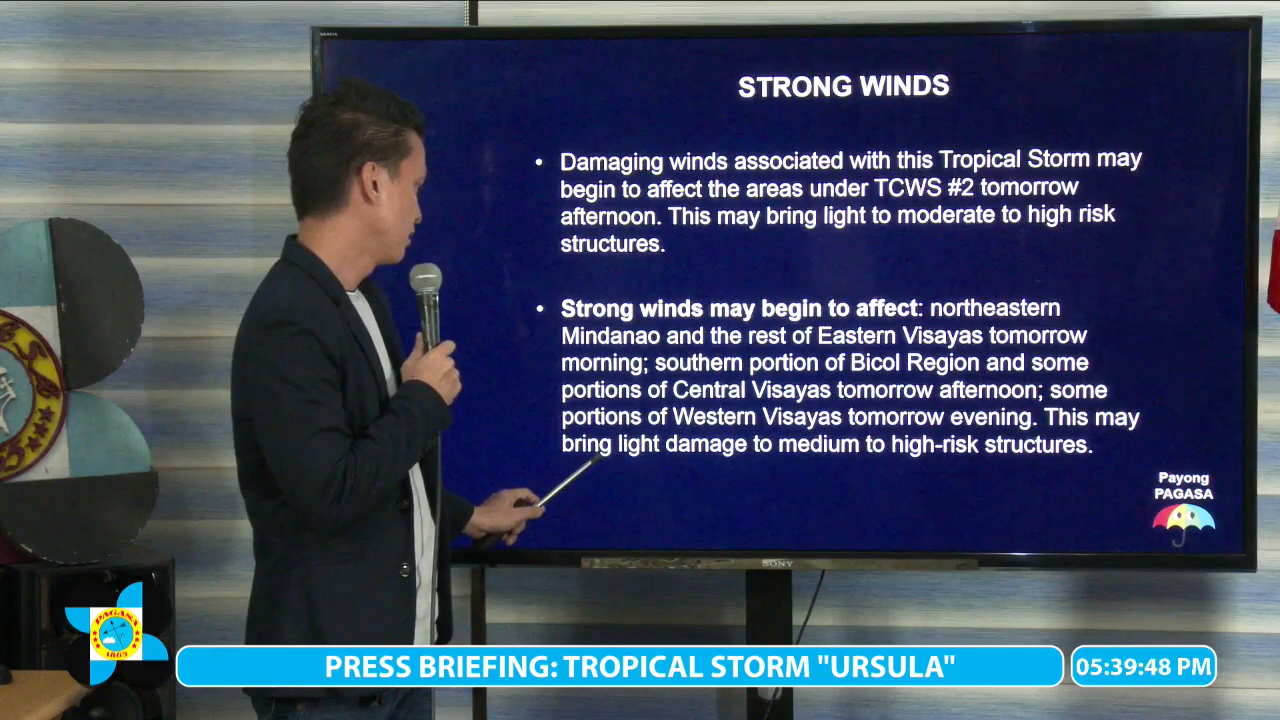 STRONG WINDS
• Damaging winds associated with this Tropical Storm may
begin to affect the areas under TCWS #2 tomorrow
afternoon. This may bring light to moderate to high risk
structures.
• Strong winds may begin to affect: northeastern
Mindanao and the rest of Eastern Visayas tomorrow
morning; southern portion of Bicol Region and some
portions of Central Visayas tomorrow afternoon; some
portions of Western Visayas tomorrow evening. This may
bring light damage to medium to high-risk structures.
Payong
PAGASA
SONY
PAGASA
1865
PRESS BRIEFING: TROPICAL STORM "URSULA"
05:39:48 PM